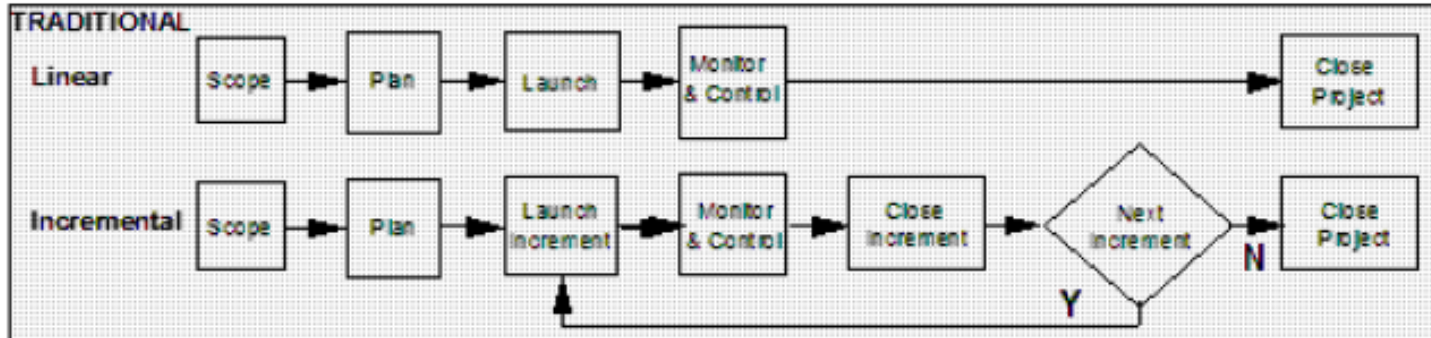 TRADITIONAL
Linear
Scope
Plan
Launch
Monitor
& Control
Close
Project
Incremental
Scope
Plan
Launch
Increment
Monitor
& Control
Close
Increment
Next
Increment
N
Close
Project
Y